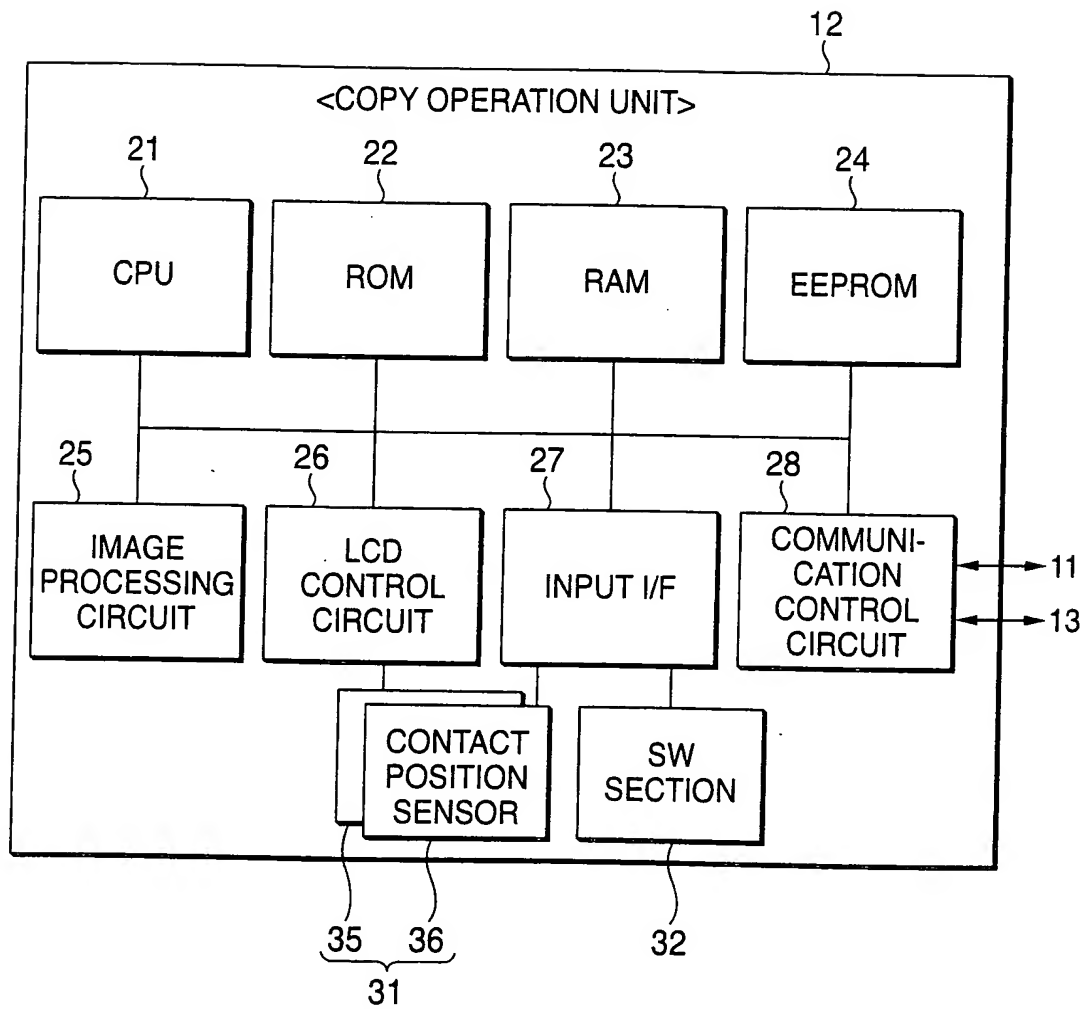 12
<COPY OPERATION UNIT>
21
22
23
24
CPU
ROM
RAM
EEPROM
25
26
27
28
IMAGE
PROCESSING
CIRCUIT
LCD
CONTROL
CIRCUIT
INPUT I/F
COMMUNI-
CATION
CONTROL
CIRCUIT
11
13
CONTACT
POSITION
SENSOR
SW
SECTION
35
36
32
31